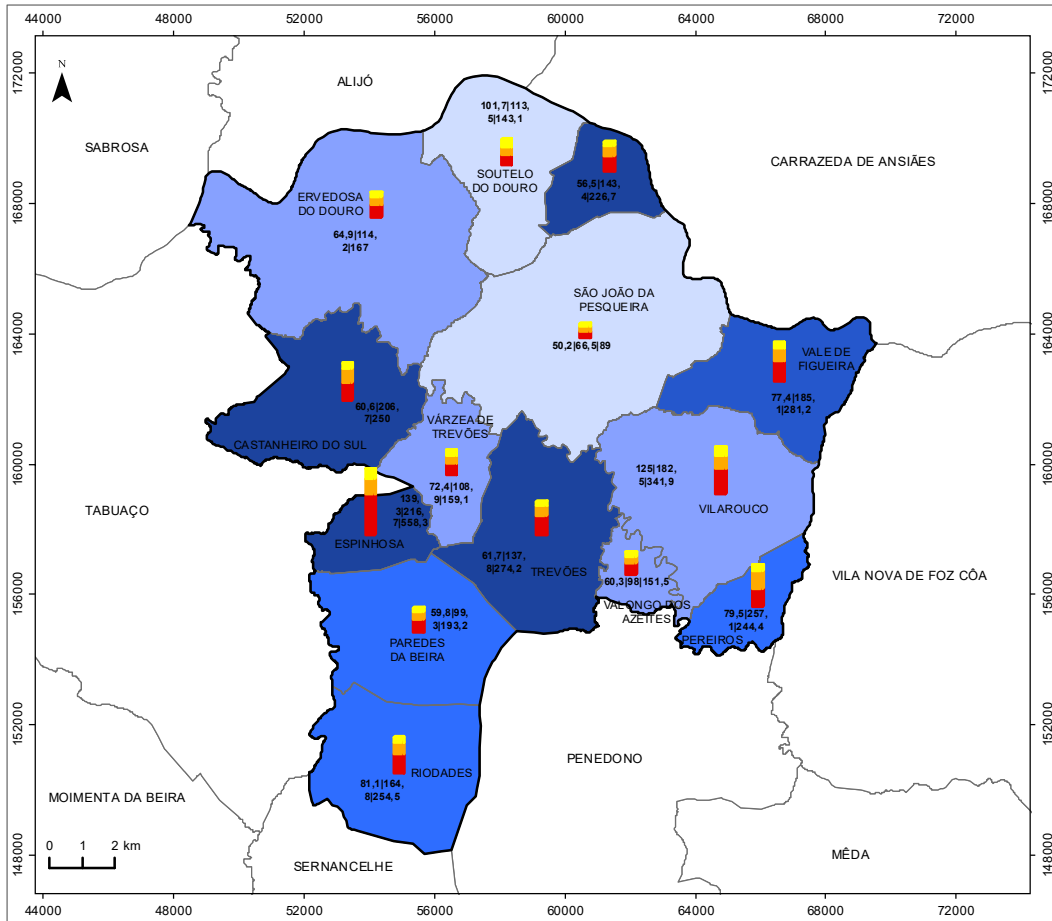 44000 48000 52000 56000 60000 64000 68000 72000
172000 172000
N
ALIJÓ
101,7|113,
5|143,1
SABROSA
CARRAZEDA DE ANSIÃES
SOUTELO
DO DOURO
56,5|143,
4|226,7
ERVEDOSA
DO DOURO
168000 168000
64,9|114,
2|167
SÃO JOÃO DA
PESQUEIRA
50,2|66,5|89
164000 164000
VALE DE
FIGUEIRA
77,4|185,
1|281,2
60,6|206,
7|250
CASTANHEIRO DO SUL
VÁRZEA DE
TREVÕES
72,4|108,
9|159,1
160000 160000
125|182,
5|341,9
VILAROUCO
TABUAÇO
139,
3|216,
7|558,3
ESPINHOSA
61,7|137,
8|274,2
TREVÕES
60,3|98|151,5
VALONGO DOS
AZEITES
VILA NOVA DE FOZ CÔA
79,5|257,
1|244,4
PEREIROS
156000 156000
59,8|99,
3|193,2
PAREDES
DA BEIRA
152000 152000
RIODADES
81,1|164,
8|254,5
PENEDONO
MOIMENTA DA BEIRA
0 1 2 km
SERNANCELHE
MÊDA
148000 148000
44000 48000 52000 56000 60000 64000 68000 72000